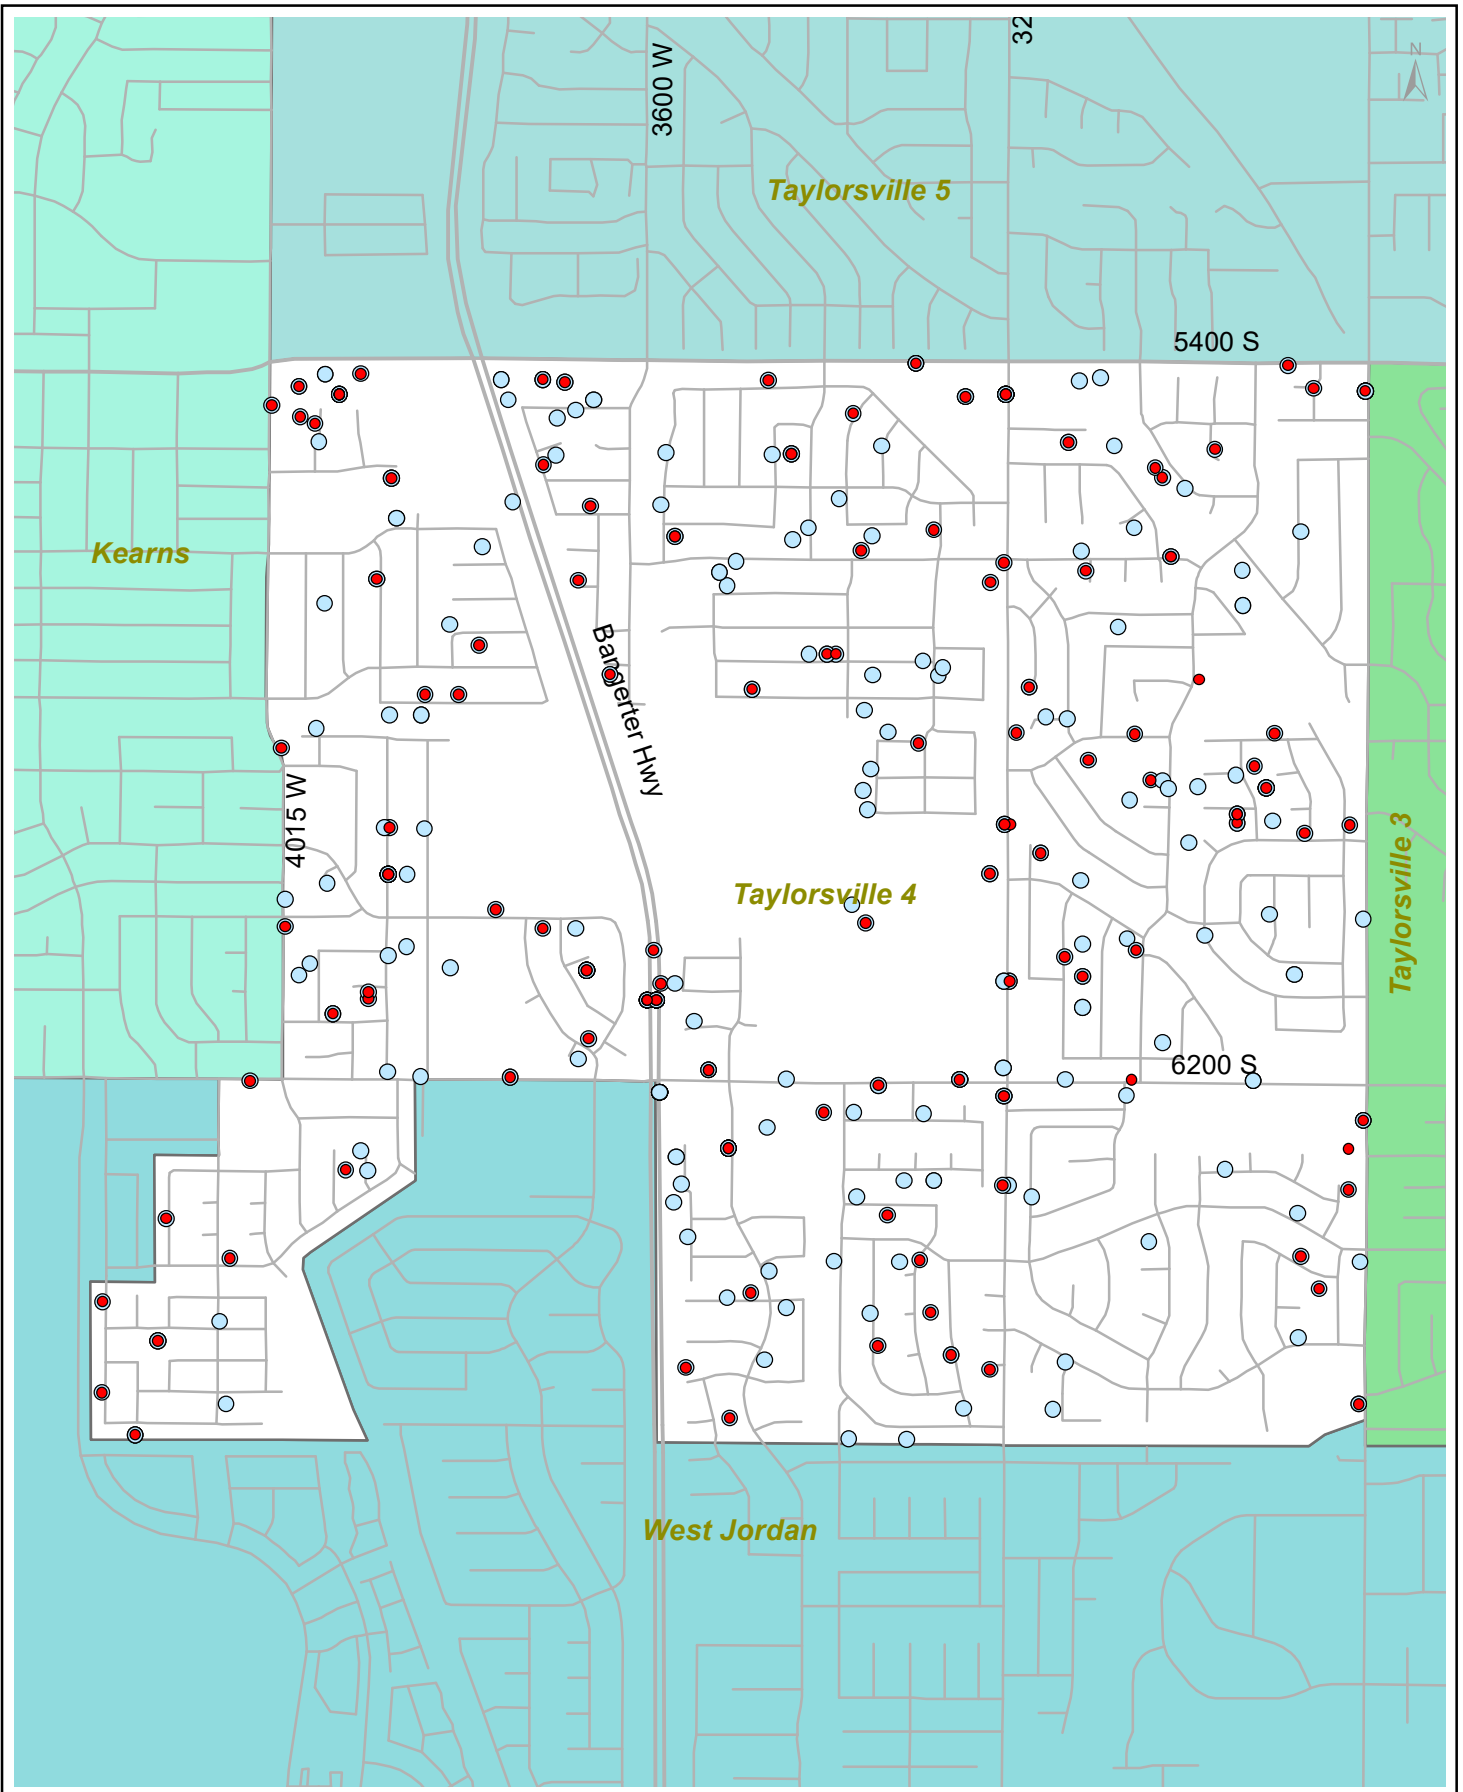 N
32
3600 W
Taylorsville 5
5400 S
Kearns
Bangerter Hwy
4015 W
Taylorsville 4
Taylorsville 3
6200 S
West Jordan